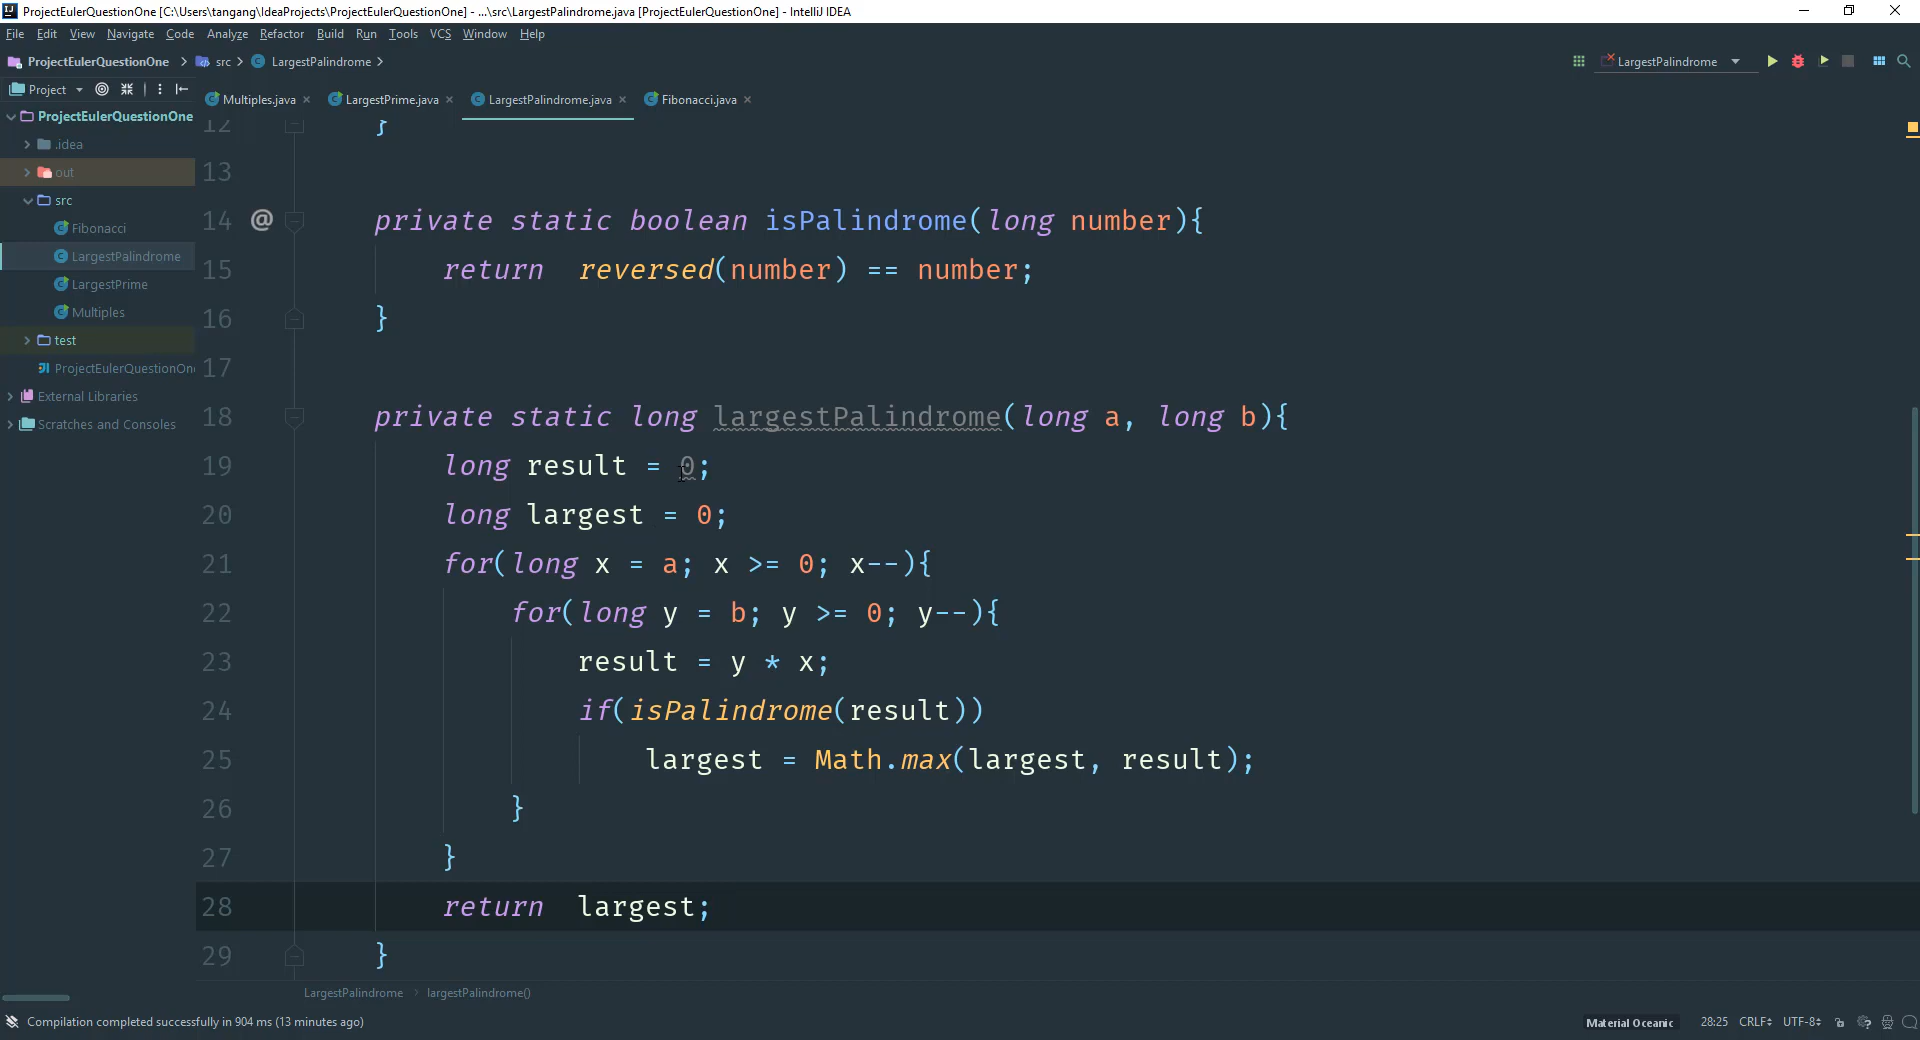 ProjectEulerQuestionOne [C:\Users\tangang\IdeaProjects\ProjectEulerQuestionOne] - ...\src\LargestPalindrome.java [ProjectEulerQuestionOne] - IntelliJ IDEA
File Edit View Navigate Code Analyze Refactor Build Run Tools VCS Window Help
ProjectEulerQuestionOne src LargestPalindrome LargestPalindrome
Project Multiples.java LargestPrime.java LargestPalindrome.java Fibonacci.java
ProjectEulerQuestionOne
.idea
out
src
Fibonacci
LargestPalindrome
LargestPrime
Multiples
test
ProjectEulerQuestionOn
External Libraries
Scratches and Consoles
12 }
13
14 @ private static boolean isPalindrome(long number){
15 return  reversed(number) == number;
16 }
17
18 private static long largestPalindrome(long a, long b){
19 long result = 0;
20 long largest = 0;
21 for(long x = a; x >= 0; x--){
22 for(long y = b; y >= 0; y--){
23 result = y * x;
24 if(isPalindrome(result))
25 largest = Math.max(largest, result);
26 }
27 }
28 return  largest;
29 }
LargestPalindrome largestPalindrome()
Compilation completed successfully in 904 ms (13 minutes ago) Material Oceanic 28:25 CRLF UTF-8